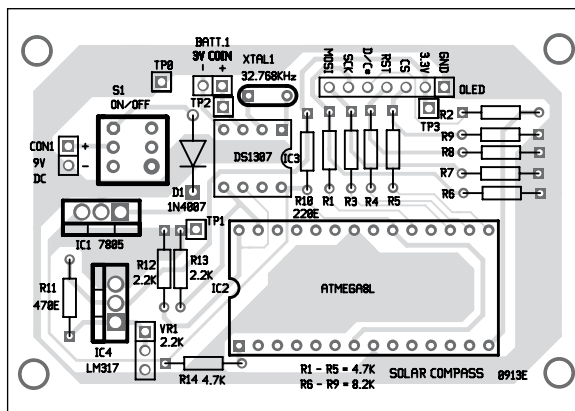 BATT.1
3V COIN
- +
TP0
TP2
XTAL1
32.768KHz
MOSI
SCK
D/C
RST
CS
3.3V
GND
OLED
TP3
S1
ON/OFF
CON1
+
9V
-
DC
D1
1N4007
DS1307
IC3
R10
220E
R1
R3
R4
R5
R2
R9
R8
R7
R6
IC1 7805
TP1
R12
2.2K
R13
2.2K
IC2
ATMEGA8L
R11
470E
IC4
LM317
VR1
2.2K
R14 4.7K
R1 - R5 = 4.7K
R6 - R9 = 8.2K
SOLAR COMPASS
0913E